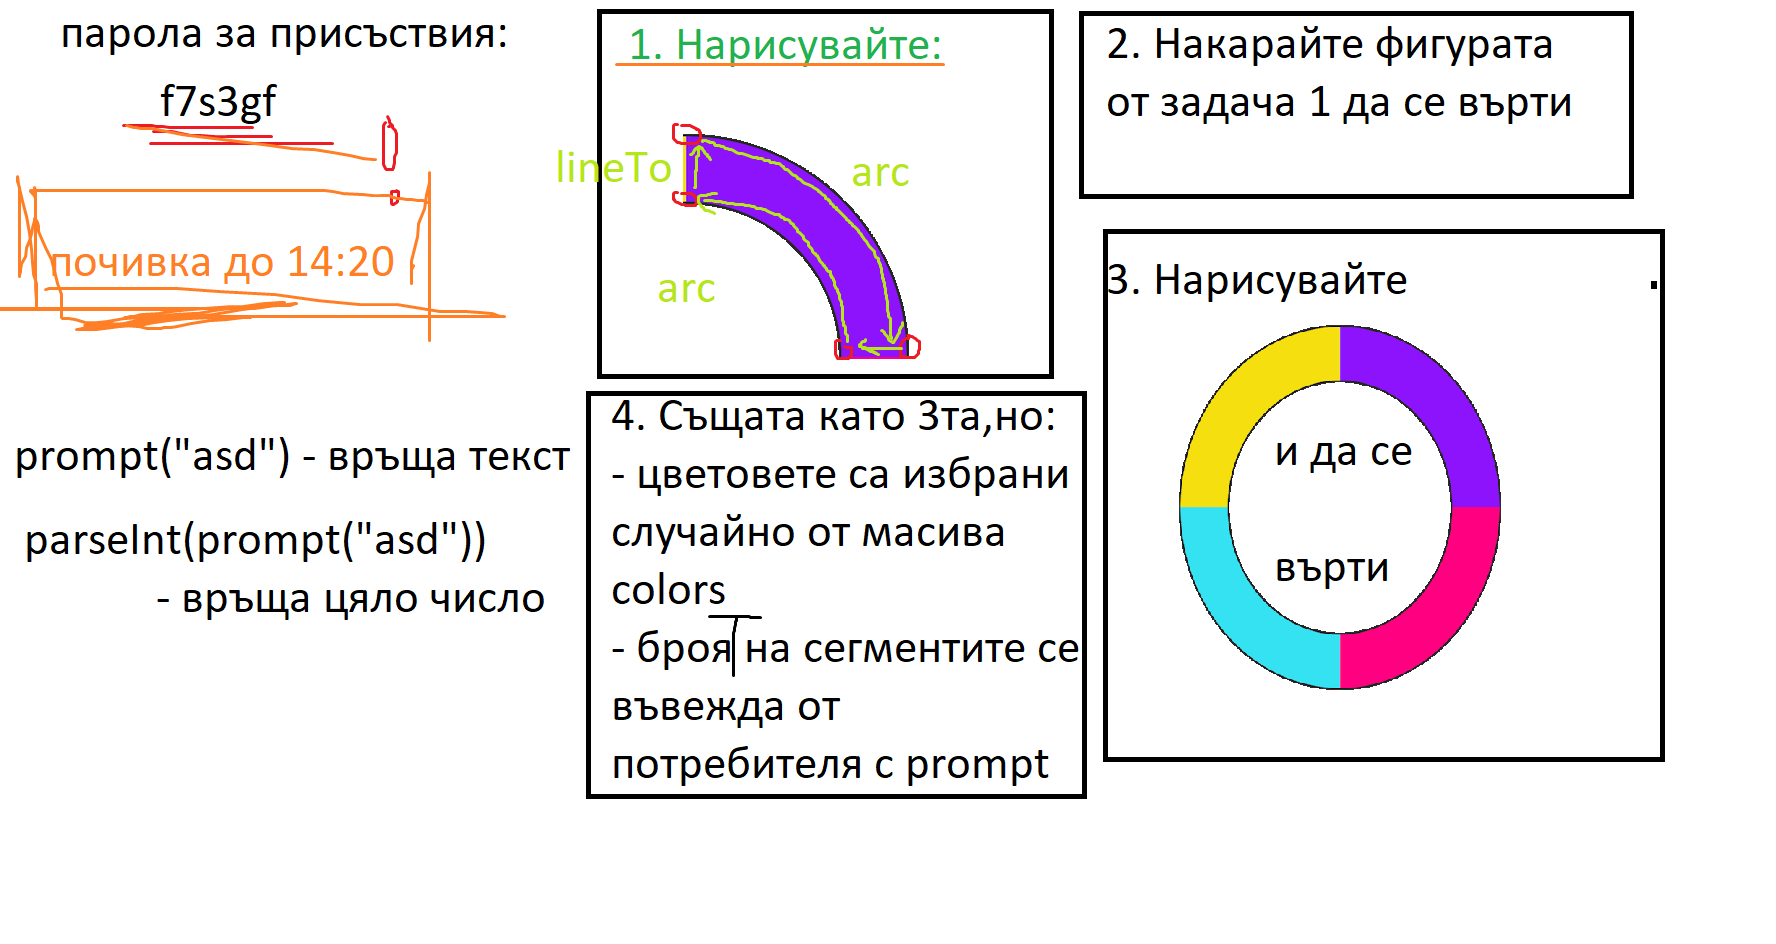 парола за присъствия:
f7s3gf
почивка до 14:20
prompt("asd") - връща текст
parseInt(prompt("asd"))
- връща цяло число
1. Нарисувайте:
lineTo
arc
arc
2. Накарайте фигурата
от задача 1 да се върти
3. Нарисувайте
и да се
върти
4. Същата като 3та,но:
- цветовете са избрани
случайно от масива
colors
- броя на сегментите се
въвежда от
потребителя с prompt